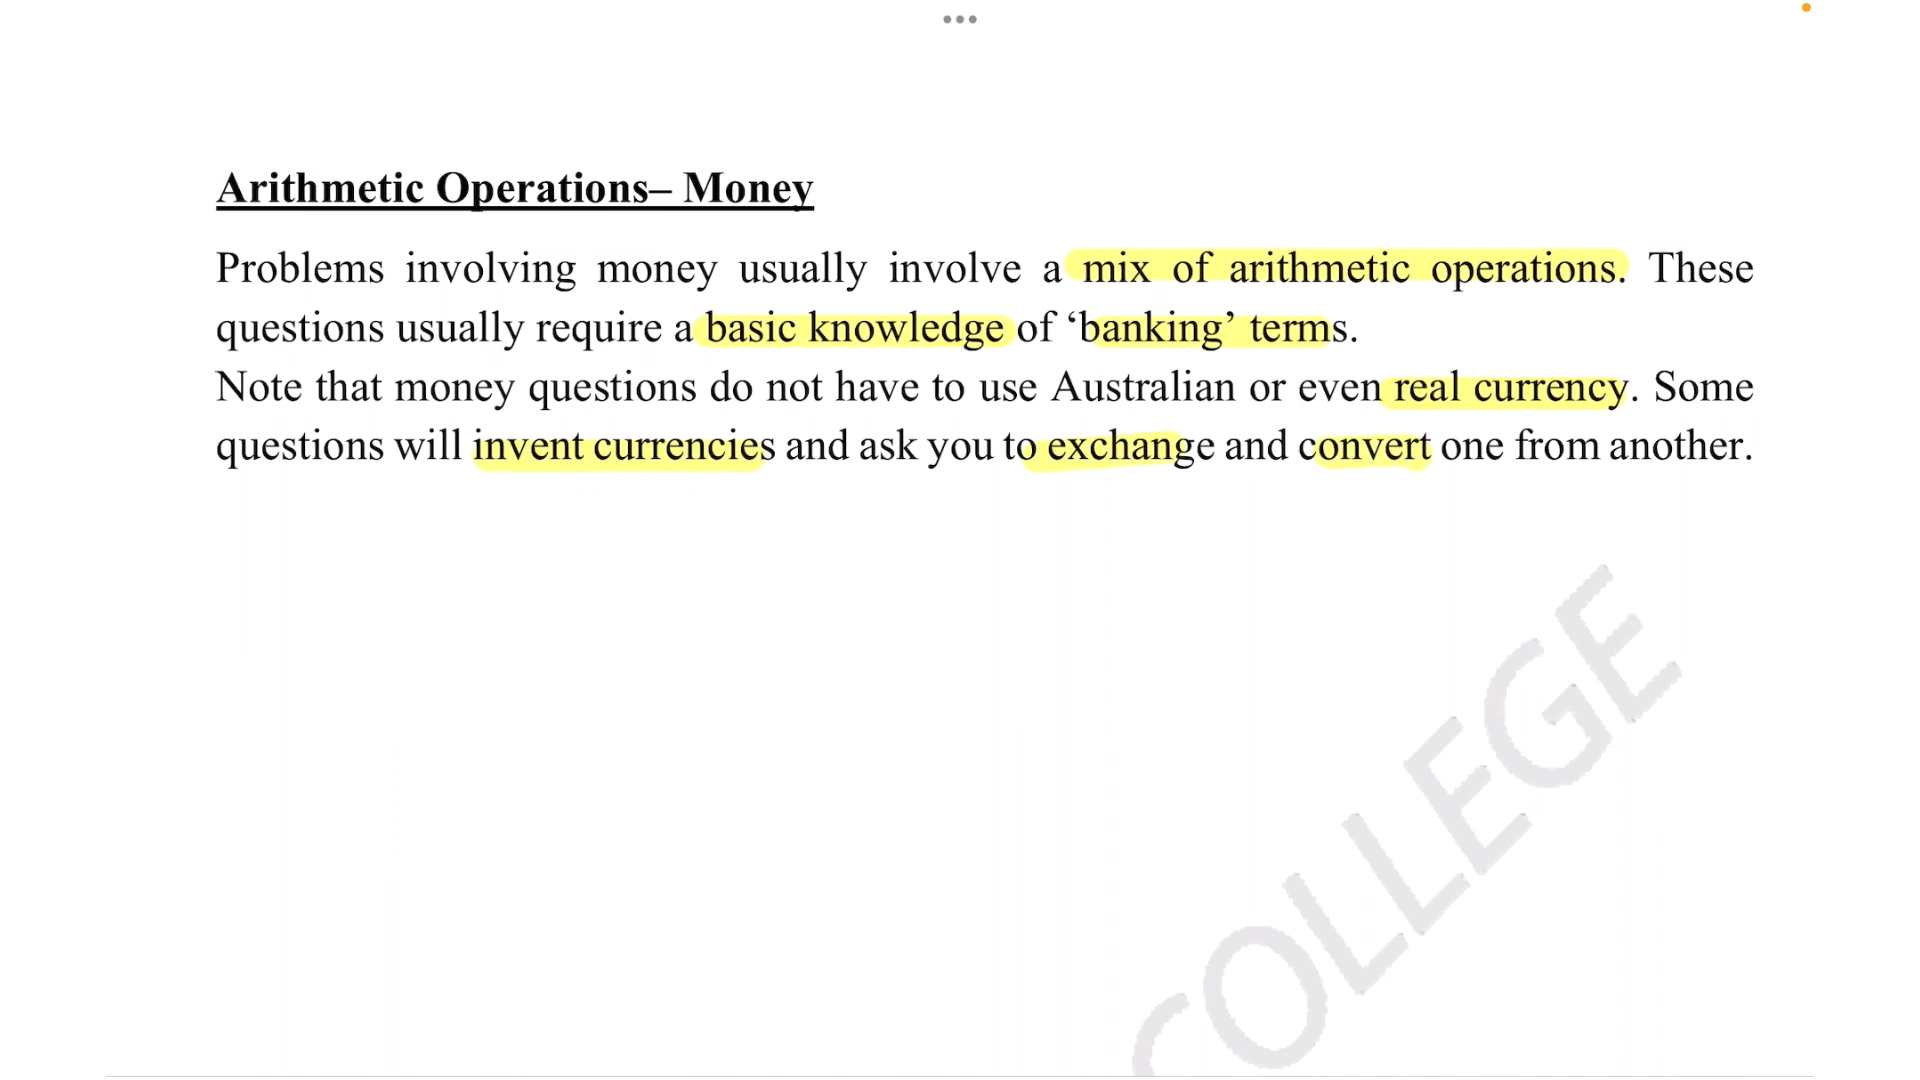 Arithmetic Operations– Money
Problems involving money usually involve a mix of arithmetic operations. These
questions usually require a basic knowledge of ‘banking’ terms.
Note that money questions do not have to use Australian or even real currency. Some
questions will invent currencies and ask you to exchange and convert one from another.
COLLEGE